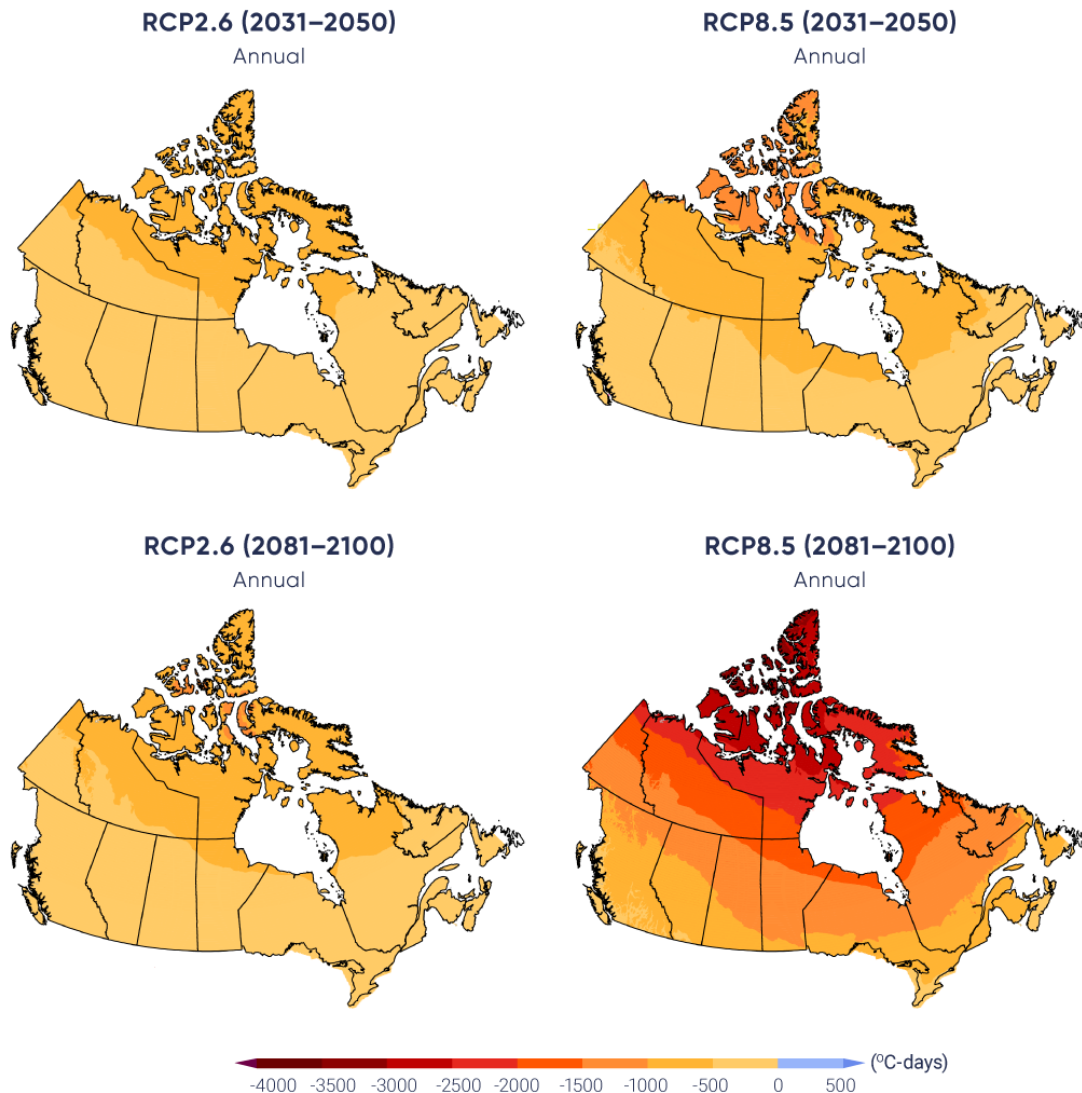 RCP2.6 (2031–2050)
Annual
RCP8.5 (2031–2050)
Annual
RCP2.6 (2081–2100)
Annual
RCP8.5 (2081–2100)
Annual
(ºC-days)
-4000 -3500 -3000 -2500 -2000 -1500 -1000 -500 0 500